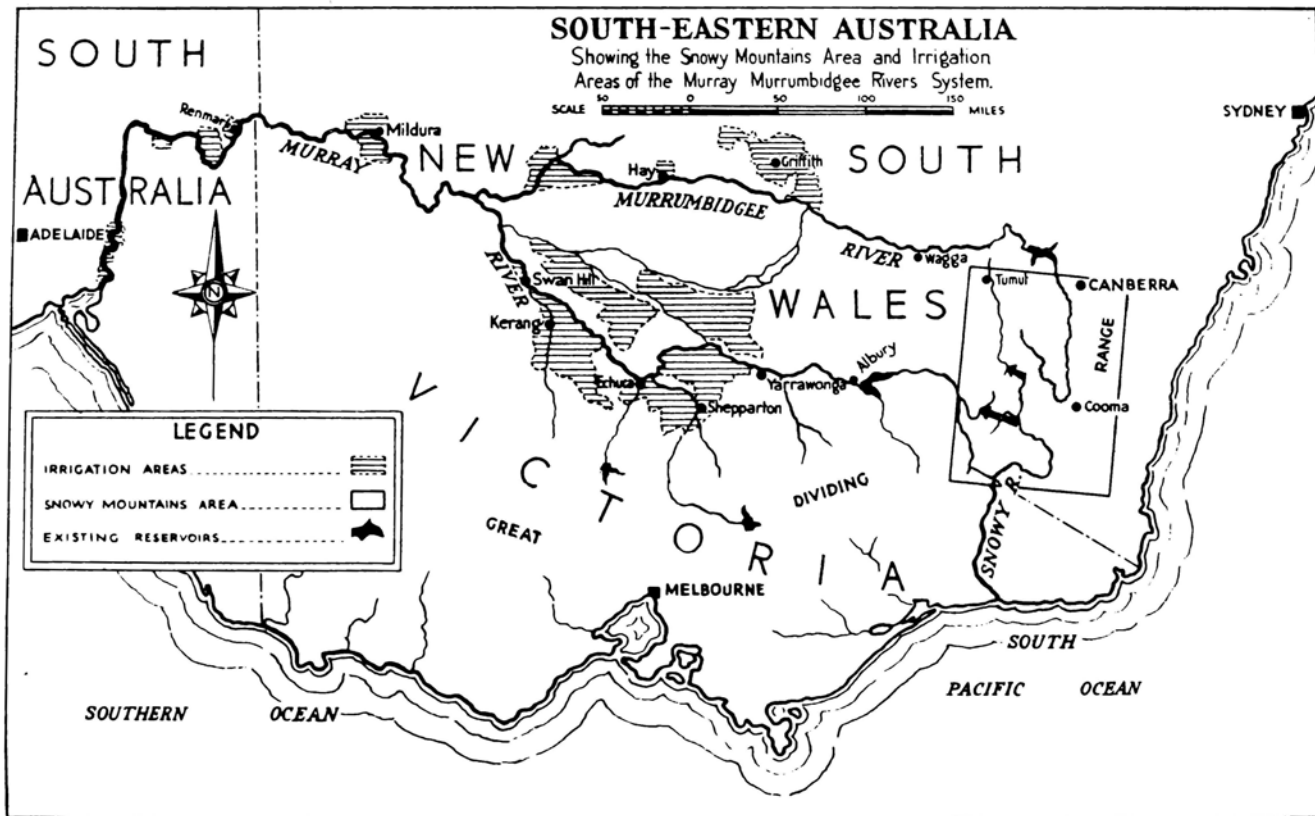 SOUTH-EASTERN AUSTRALIA
Showing the Snowy Mountains Area and Irrigation
Areas of the Murray Murrumbidgee Rivers System.
SCALE 50 0 50 100 150 MILES
SOUTH
AUSTRALIA
NEW SOUTH
WALES
VICTORIA
Renmark
Mildura
MURRAY
RIVER
Hay
Griffith
MURRUMBIDGEE
RIVER
Wagga
SYDNEY
ADELAIDE
N
Swan Hill
Kerang
Echuca
Shepparton
Yarrawonga
Albury
Tumut
CANBERRA
RANGE
Cooma
GREAT
DIVIDING
SNOWY R.
MELBOURNE
LEGEND
IRRIGATION AREAS
SNOWY MOUNTAINS AREA
EXISTING RESERVOIRS
SOUTHERN OCEAN
SOUTH
PACIFIC OCEAN